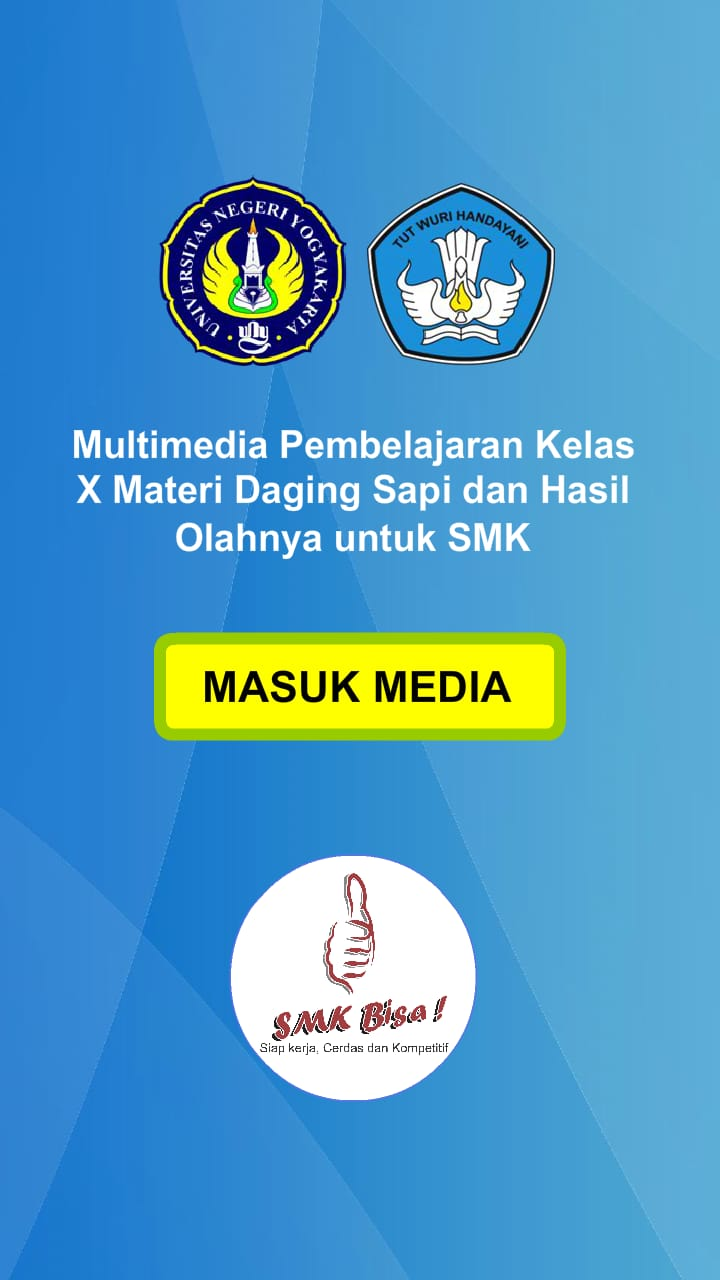 UNIVERSITAS NEGERI YOGYAKARTA
UNY
TUT WURI HANDAYANI
Multimedia Pembelajaran Kelas
X Materi Daging Sapi dan Hasil
Olahnya untuk SMK
MASUK MEDIA
SMK Bisa !
Siap kerja, Cerdas dan Kompetitif